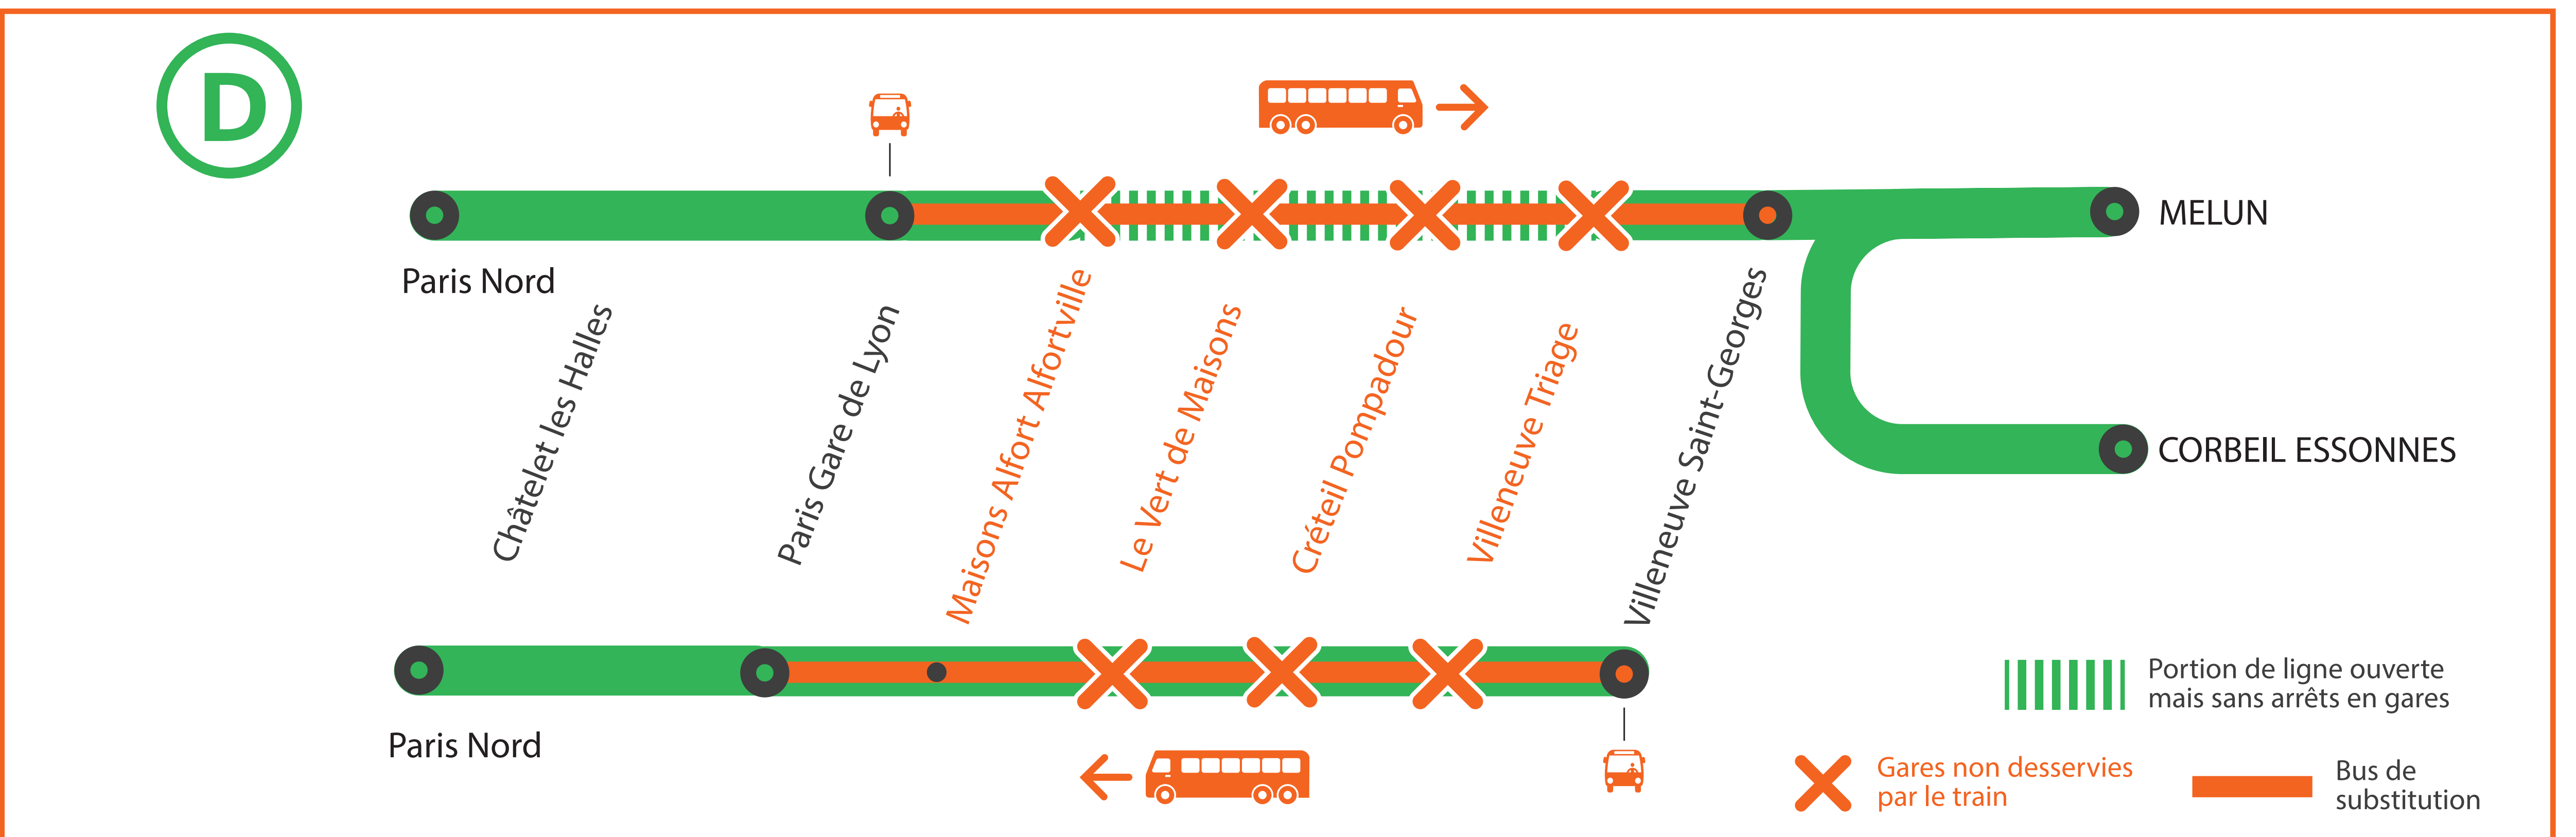 D
MELUN
Paris Nord
Châtelet les Halles
Paris Gare de Lyon
Maisons Alfort Alfortville
Le Vert de Maisons
Créteil Pompadour
Villeneuve Triage
Villeneuve Saint-Georges
CORBEIL ESSONNES
Paris Nord
Portion de ligne ouverte
mais sans arrêts en gares
Gares non desservies
par le train
Bus de
substitution